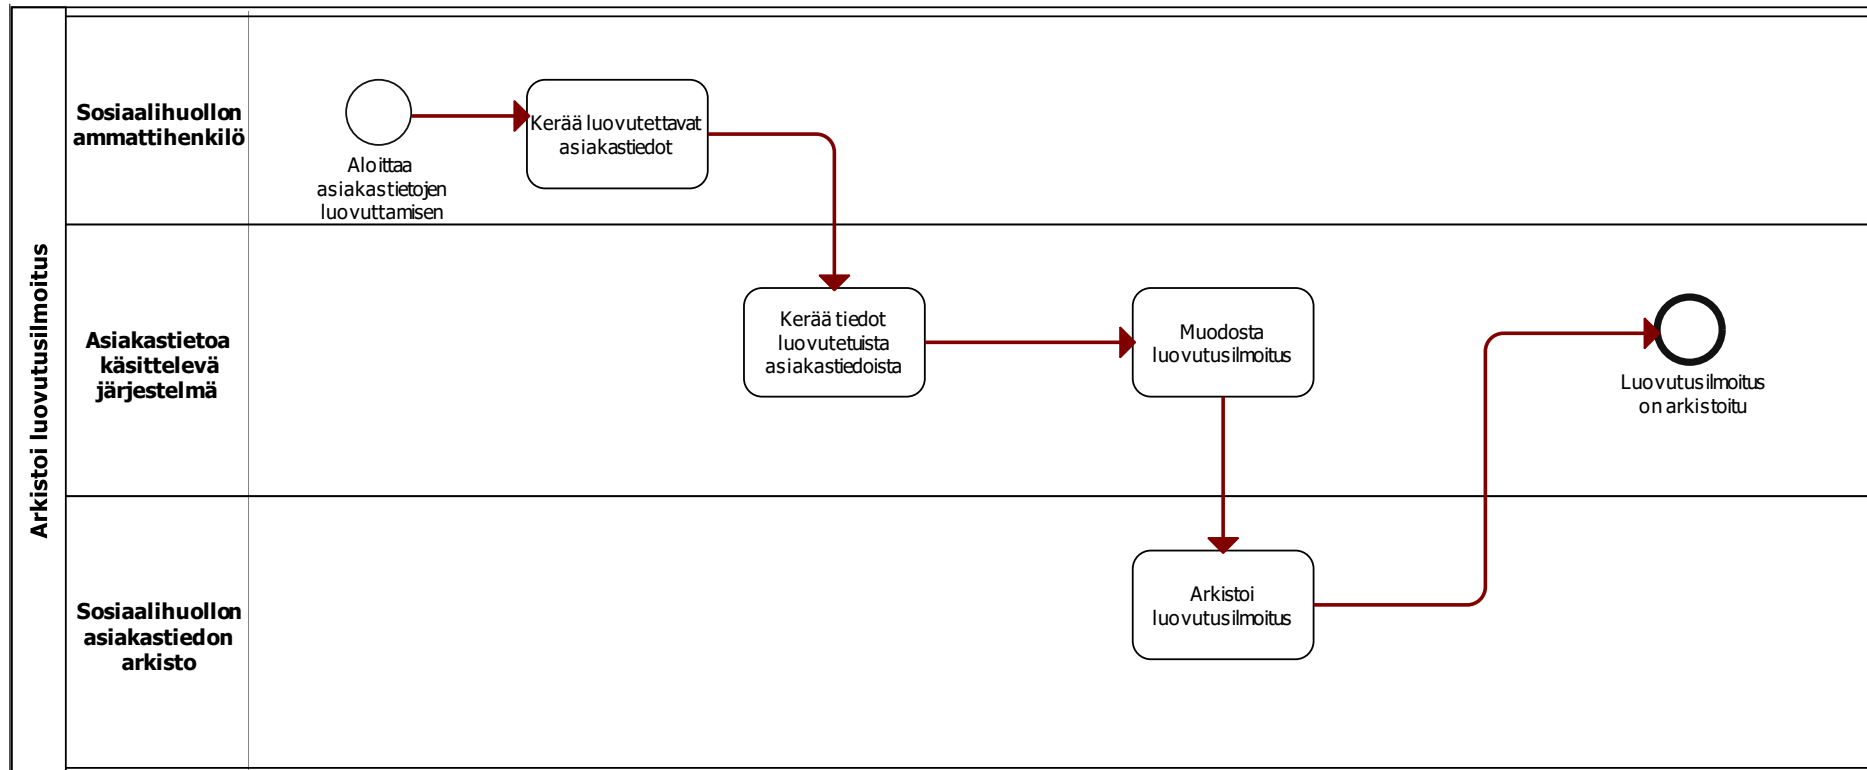 Arkistoi luovutusilmoitus
Sosiaalihuollon
ammattihenkilö
Aloittaa
asiakastietojen
luovuttamisen
Kerää luovutettavat
asiakastiedot
Asiakastietoa
käsittelevä
järjestelmä
Kerää tiedot
luovutetuista
asiakastiedoista
Muodosta
luovutusilmoitus
Luovutusilmoitus
on arkistoitu
Sosiaalihuollon
asiakastiedon
arkisto
Arkistoi
luovutusilmoitus